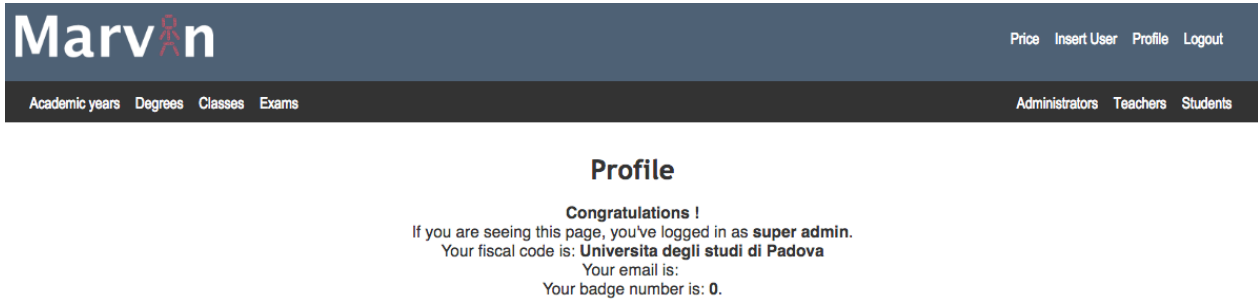 Marvin
Price Insert User Profile Logout
Academic years Degrees Classes Exams
Administrators Teachers Students
Profile
Congratulations !
If you are seeing this page, you've logged in as super admin.
Your fiscal code is: Universita degli studi di Padova
Your email is:
Your badge number is: 0.